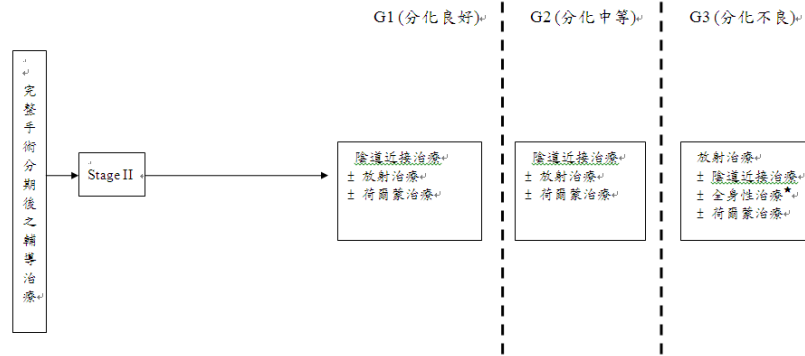 G1 (分化良好)
G2 (分化中等)
G3 (分化不良)
完整手術分期後之輔導治療
Stage II
陰道近接治療
± 放射治療
± 荷爾蒙治療
陰道近接治療
± 放射治療
± 荷爾蒙治療
放射治療
± 陰道近接治療
± 全身性治療★
± 荷爾蒙治療